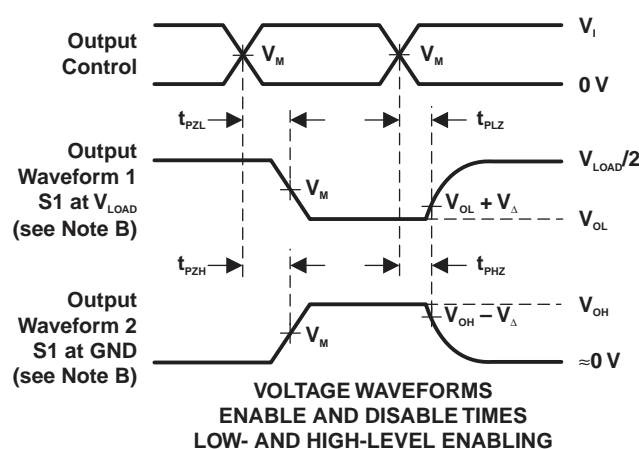 Output
Control
V_M
V_M
V_I
0 V
t_PZL
t_PLZ
Output
Waveform 1
S1 at V_LOAD
(see Note B)
V_M
V_OL + V_Δ
V_LOAD/2
V_OL
t_PZH
t_PHZ
Output
Waveform 2
S1 at GND
(see Note B)
V_M
V_OH – V_Δ
V_OH
≈0 V
VOLTAGE WAVEFORMS
ENABLE AND DISABLE TIMES
LOW- AND HIGH-LEVEL ENABLING